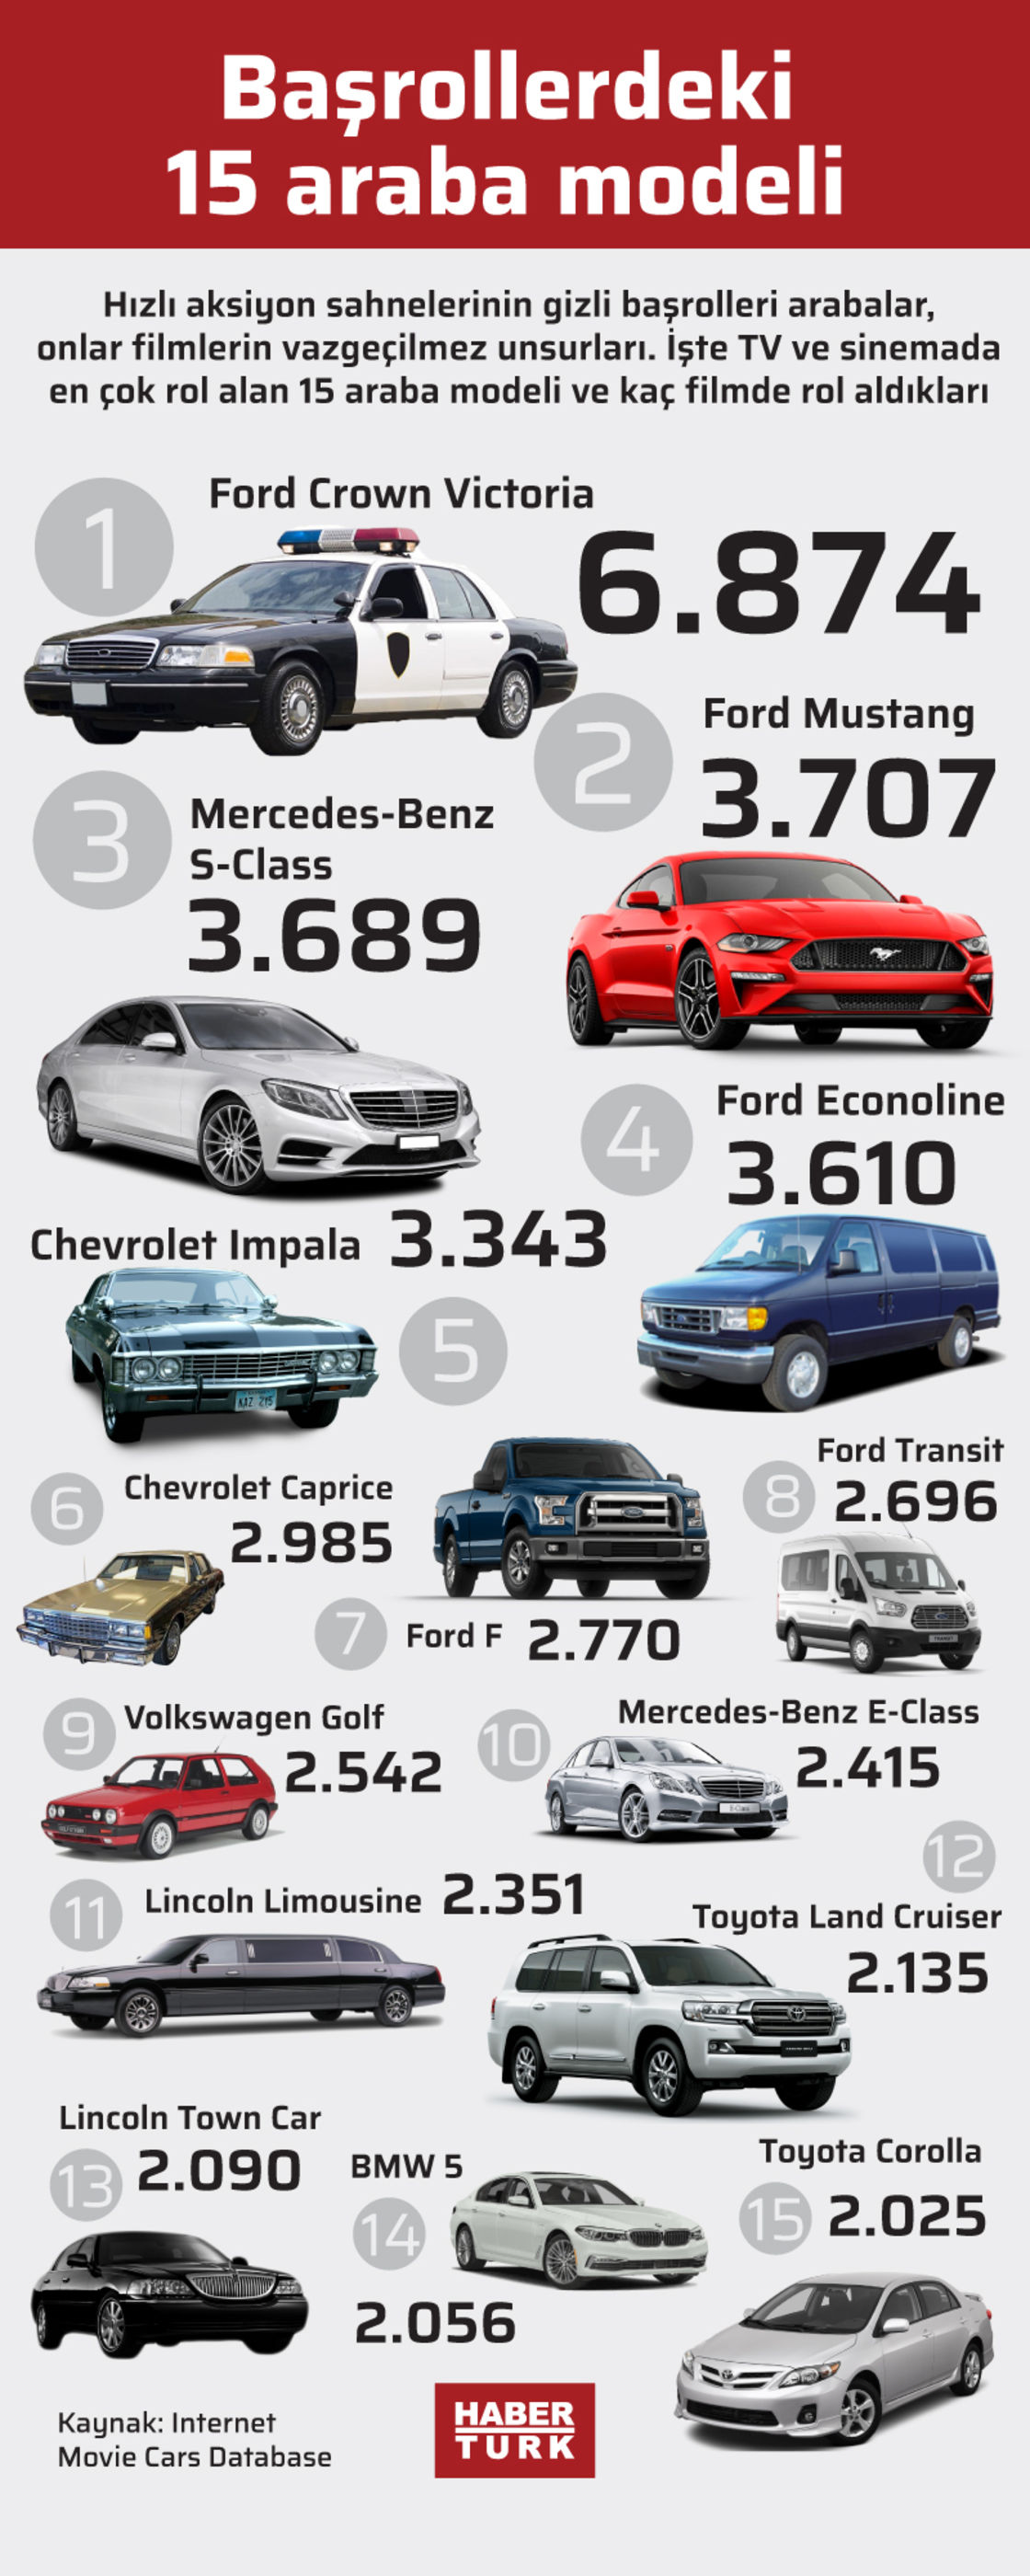 Başrollerdeki
15 araba modeli
Hızlı aksiyon sahnelerinin gizli başrolleri arabalar,
onlar filmlerin vazgeçilmez unsurları. İşte TV ve sinemada
en çok rol alan 15 araba modeli ve kaç filmde rol aldıkları
1
Ford Crown Victoria
6.874
2
Ford Mustang
3.707
3
Mercedes-Benz
S-Class
3.689
4
Ford Econoline
3.610
Chevrolet Impala
3.343
5
KAZ 2Y5
6
Chevrolet Caprice
2.985
7
Ford F
2.770
8
Ford Transit
2.696
9
Volkswagen Golf
2.542
10
Mercedes-Benz E-Class
2.415
E-Class
11
Lincoln Limousine
2.351
12
Toyota Land Cruiser
2.135
Lincoln Town Car
13
2.090
BMW 5
14
2.056
Toyota Corolla
15
2.025
Kaynak: Internet
Movie Cars Database
HABER
TURK